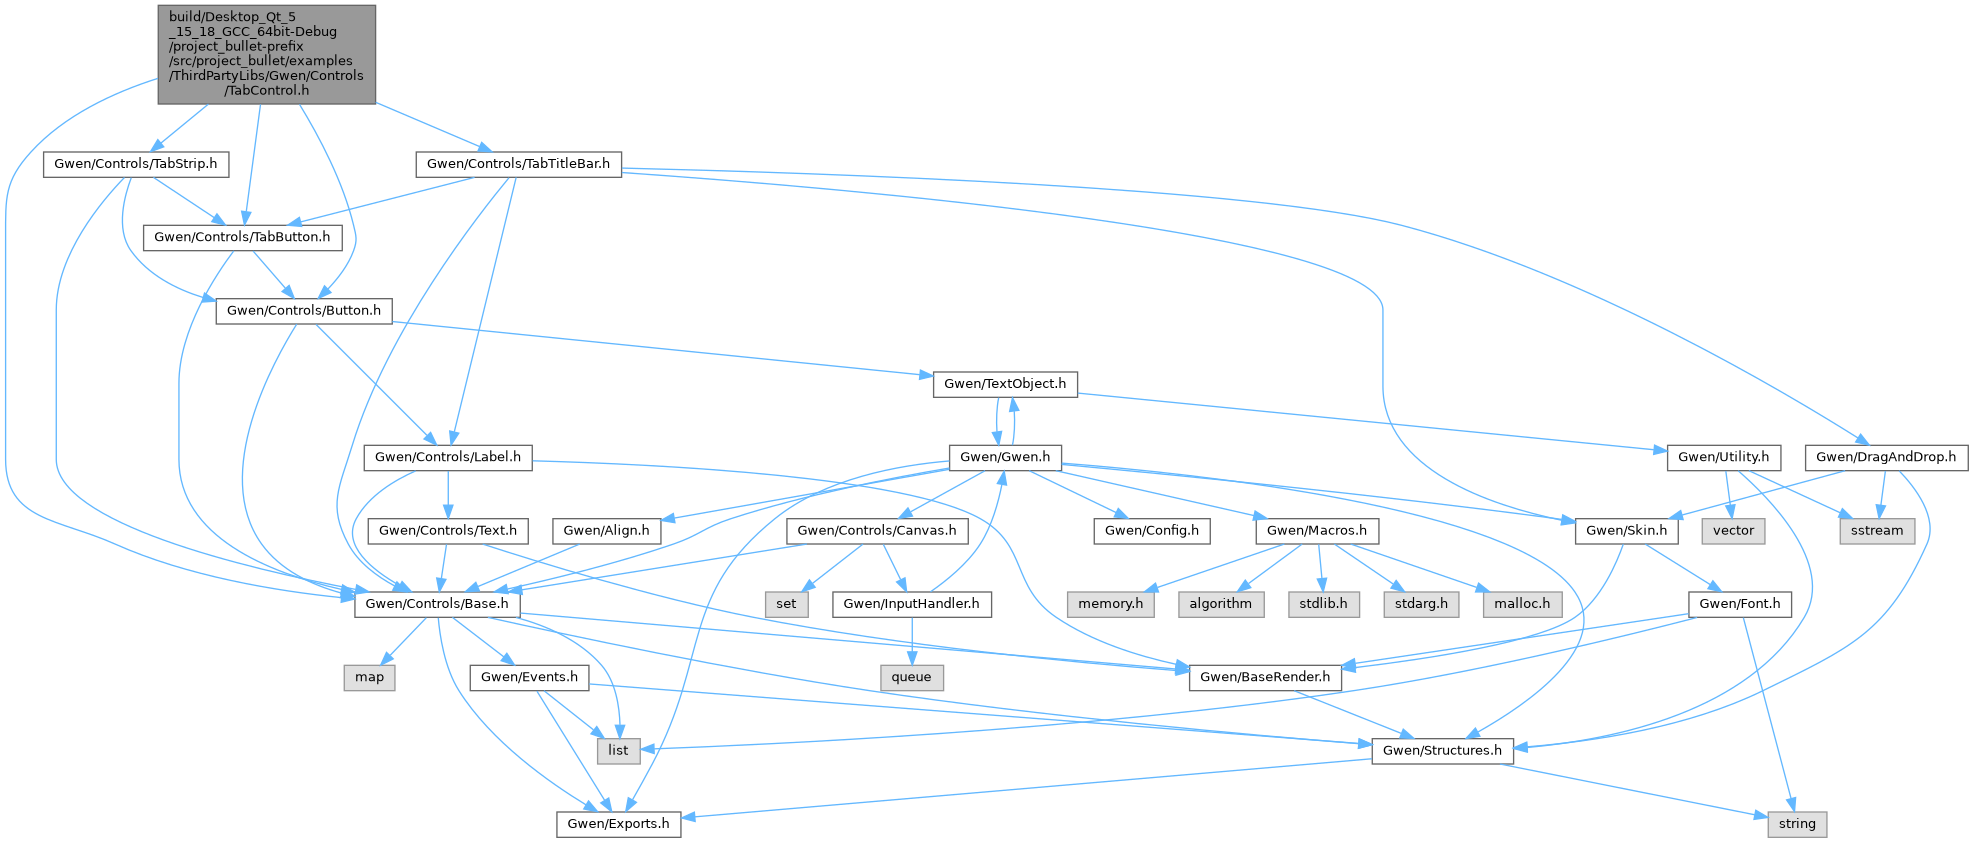 build/Desktop_Qt_5
_15_18_GCC_64bit-Debug
/project_bullet-prefix
/src/project_bullet/examples
/ThirdPartyLibs/Gwen/Controls
/TabControl.h
Gwen/Controls/TabStrip.h
Gwen/Controls/TabTitleBar.h
Gwen/Controls/TabButton.h
Gwen/Controls/Button.h
Gwen/TextObject.h
Gwen/Controls/Label.h
Gwen/Gwen.h
Gwen/Utility.h
Gwen/DragAndDrop.h
Gwen/Controls/Text.h
Gwen/Align.h
Gwen/Controls/Canvas.h
Gwen/Config.h
Gwen/Macros.h
Gwen/Skin.h
vector
sstream
Gwen/Controls/Base.h
set
Gwen/InputHandler.h
memory.h
algorithm
stdlib.h
stdarg.h
malloc.h
Gwen/Font.h
map
Gwen/Events.h
queue
Gwen/BaseRender.h
list
Gwen/Structures.h
Gwen/Exports.h
string